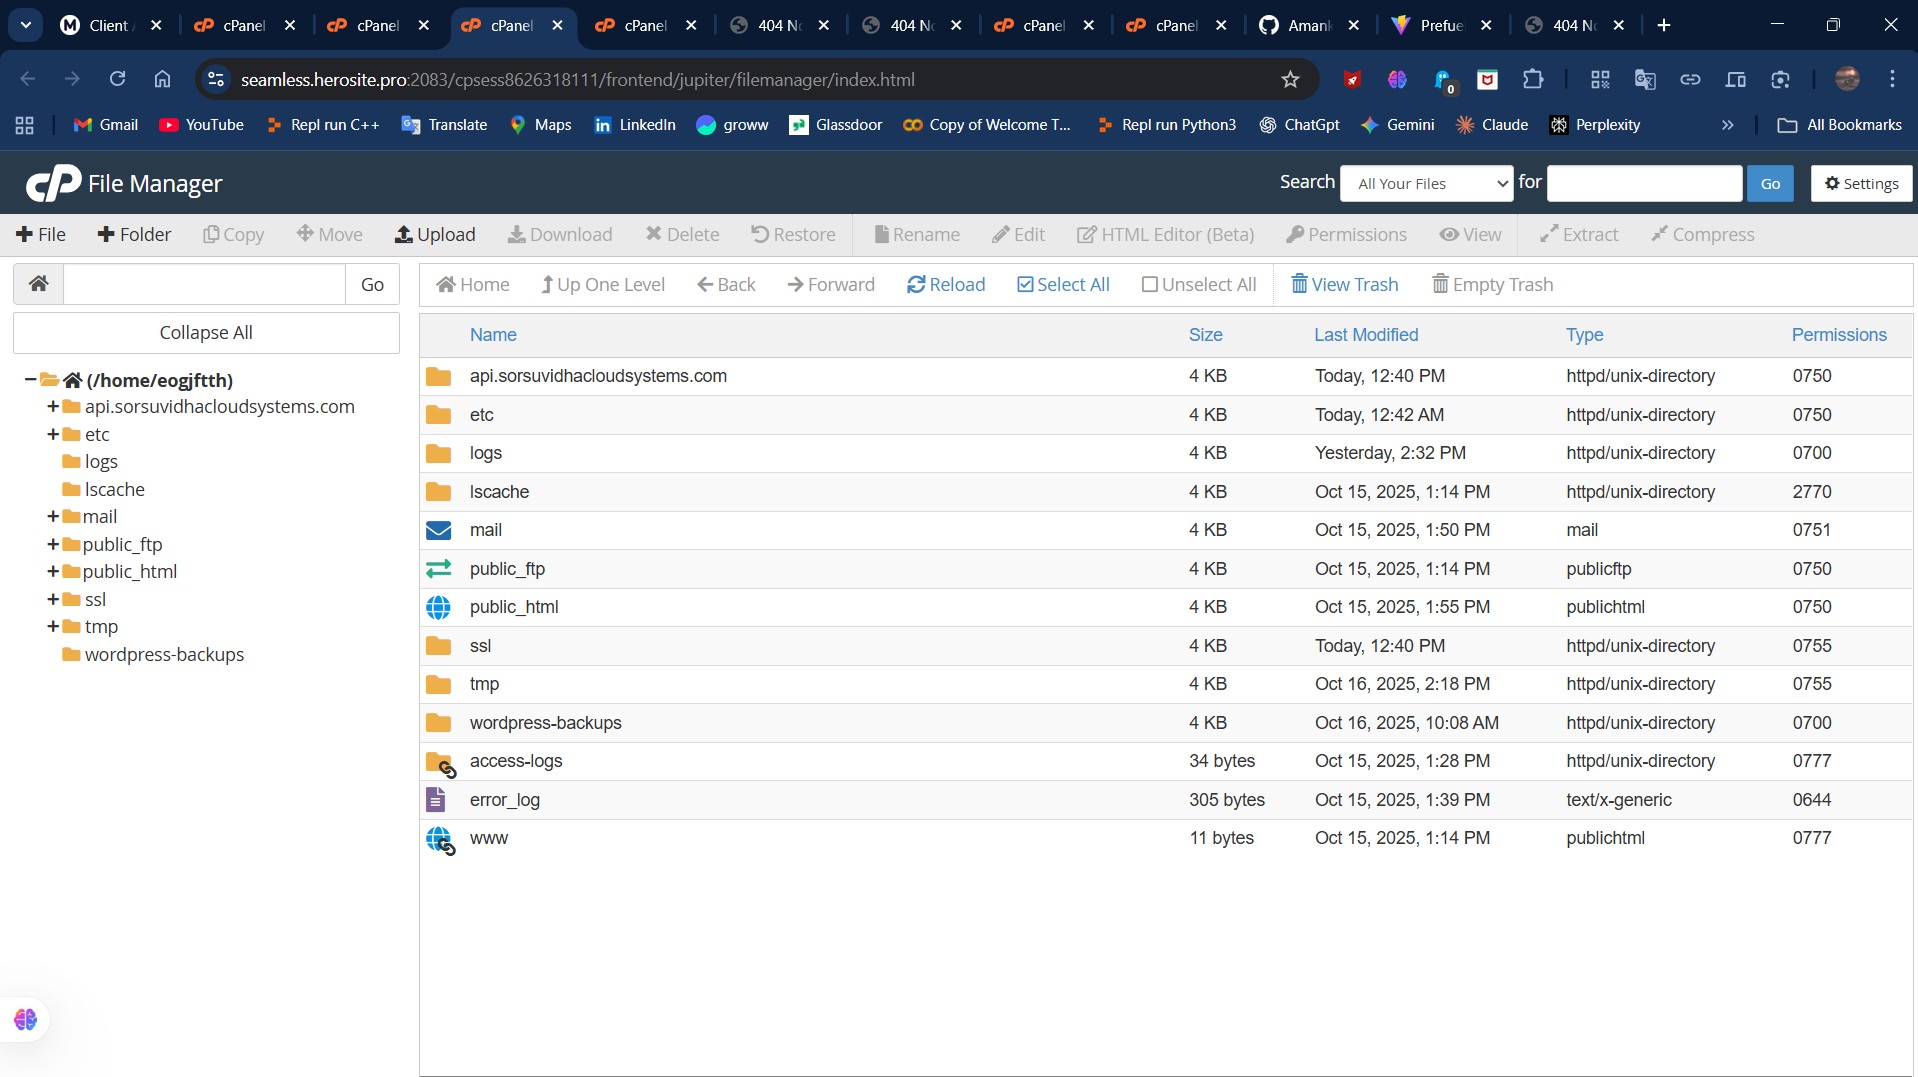 Client
cPanel
cPanel
cPanel
cPanel
404 No
404 No
cPanel
cPanel
Amank
Prefue
404 No
seamless.herosite.pro:2083/cpsess8626318111/frontend/jupiter/filemanager/index.html
0
Gmail
YouTube
Repl run C++
Translate
Maps
LinkedIn
groww
Glassdoor
Copy of Welcome T...
Repl run Python3
ChatGpt
Gemini
Claude
Perplexity
»
All Bookmarks
cP File Manager
Search All Your Files for Go Settings
File Folder Copy Move Upload Download Delete Restore Rename Edit HTML Editor (Beta) Permissions View Extract Compress
Go
Home Up One Level Back Forward Reload Select All Unselect All View Trash Empty Trash
Collapse All
(/home/eogjftth)
api.sorsuvidhacloudsystems.com
etc
logs
lscache
mail
public_ftp
public_html
ssl
tmp
wordpress-backups
Name Size Last Modified Type Permissions
api.sorsuvidhacloudsystems.com 4 KB Today, 12:40 PM httpd/unix-directory 0750
etc 4 KB Today, 12:42 AM httpd/unix-directory 0750
logs 4 KB Yesterday, 2:32 PM httpd/unix-directory 0700
lscache 4 KB Oct 15, 2025, 1:14 PM httpd/unix-directory 2770
mail 4 KB Oct 15, 2025, 1:50 PM mail 0751
public_ftp 4 KB Oct 15, 2025, 1:14 PM publicftp 0750
public_html 4 KB Oct 15, 2025, 1:55 PM publichtml 0750
ssl 4 KB Today, 12:40 PM httpd/unix-directory 0755
tmp 4 KB Oct 16, 2025, 2:18 PM httpd/unix-directory 0755
wordpress-backups 4 KB Oct 16, 2025, 10:08 AM httpd/unix-directory 0700
access-logs 34 bytes Oct 15, 2025, 1:28 PM httpd/unix-directory 0777
error_log 305 bytes Oct 15, 2025, 1:39 PM text/x-generic 0644
www 11 bytes Oct 15, 2025, 1:14 PM publichtml 0777